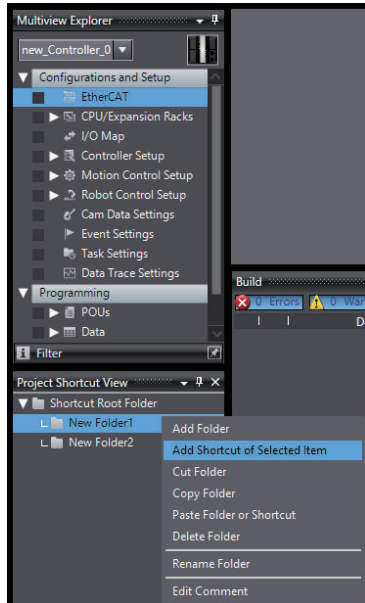 Multiview Explorer
new_Controller_0
Configurations and Setup
EtherCAT
CPU/Expansion Racks
I/O Map
Controller Setup
Motion Control Setup
Robot Control Setup
Cam Data Settings
Event Settings
Task Settings
Data Trace Settings
Programming
POUs
Data
Filter
Build
0 Errors
0 War
D
Project Shortcut View
Shortcut Root Folder
New Folder1
New Folder2
Add Folder
Add Shortcut of Selected Item
Cut Folder
Copy Folder
Paste Folder or Shortcut
Delete Folder
Rename Folder
Edit Comment